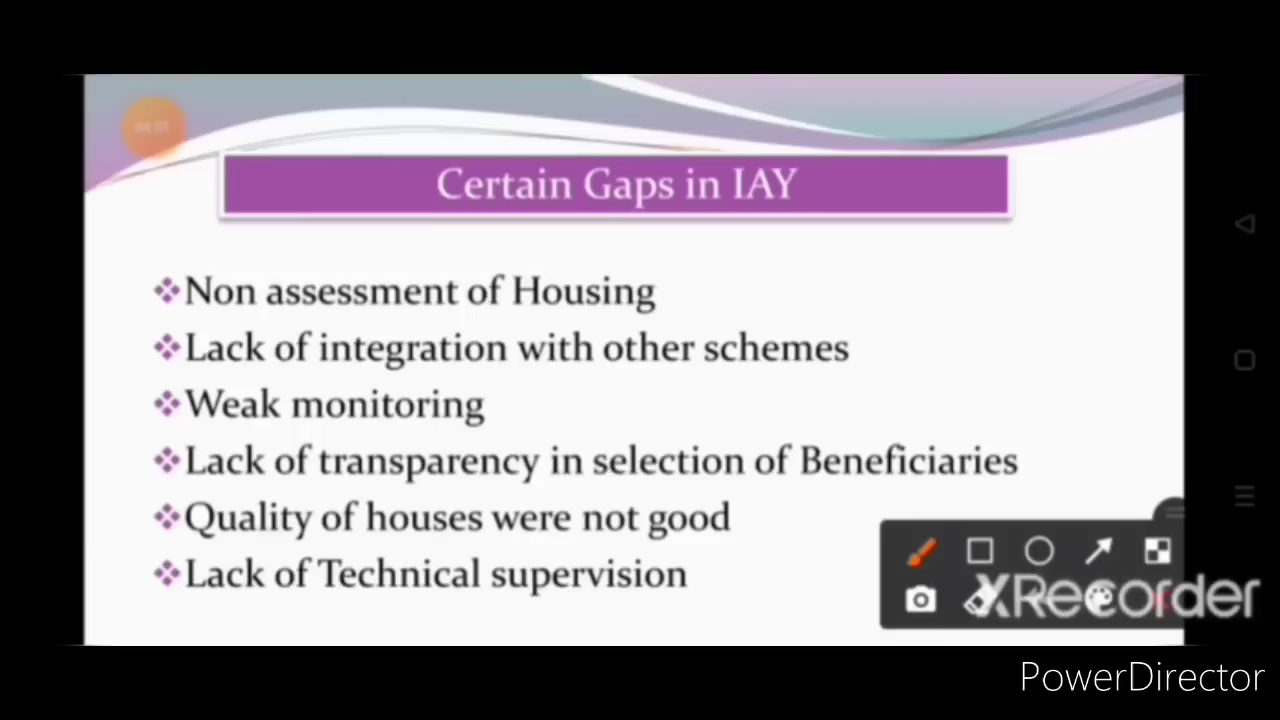 Certain Gaps in IAY
Non assessment of Housing
Lack of integration with other schemes
Weak monitoring
Lack of transparency in selection of Beneficiaries
Quality of houses were not good
Lack of Technical supervision
XRecorder
PowerDirector